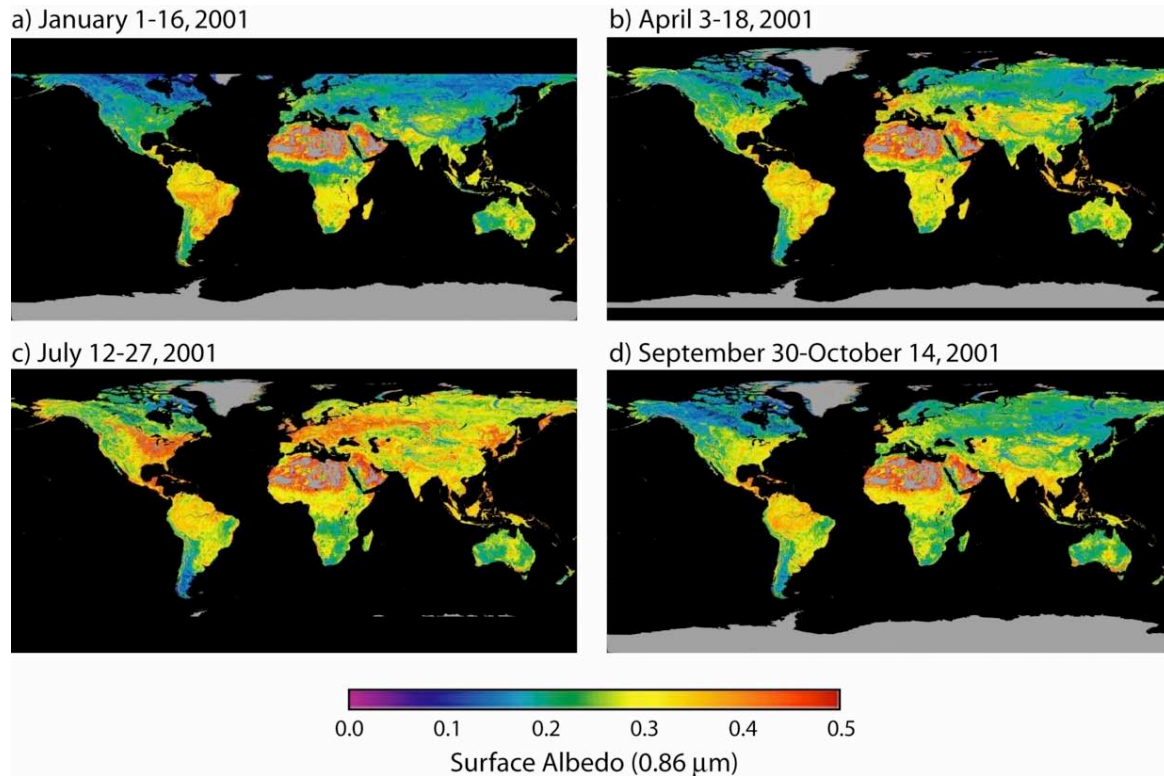 a) January 1-16, 2001
b) April 3-18, 2001
c) July 12-27, 2001
d) September 30-October 14, 2001
0.0 0.1 0.2 0.3 0.4 0.5
Surface Albedo (0.86 μm)